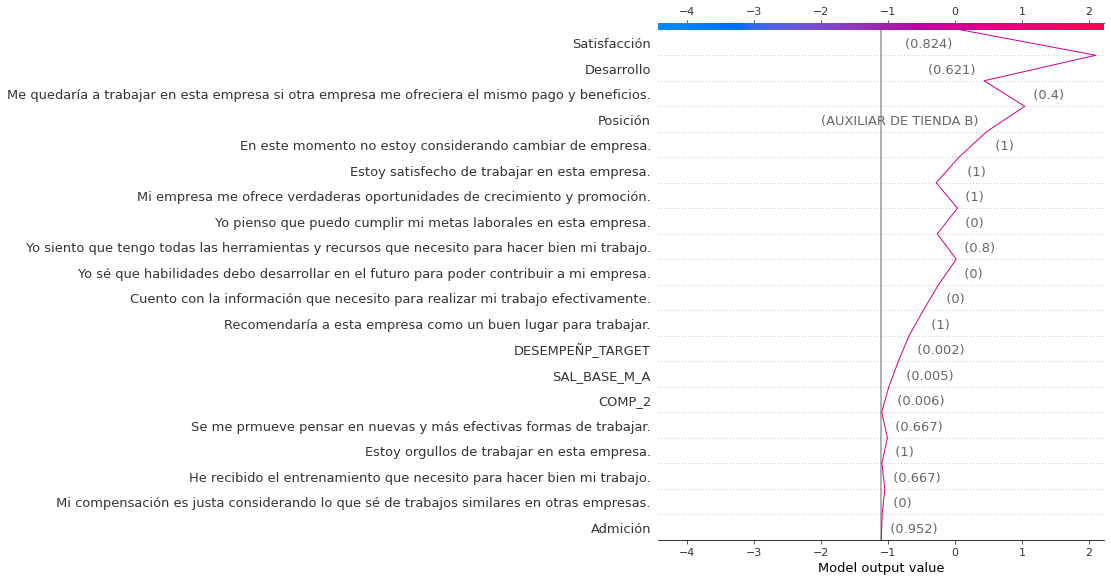 −4 −3 −2 −1 0 1 2
Satisfacción (0.824)
Desarrollo (0.621)
Me quedaría a trabajar en esta empresa si otra empresa me ofreciera el mismo pago y beneficios. (0.4)
Posición (AUXILIAR DE TIENDA B)
En este momento no estoy considerando cambiar de empresa. (1)
Estoy satisfecho de trabajar en esta empresa. (1)
Mi empresa me ofrece verdaderas oportunidades de crecimiento y promoción. (1)
Yo pienso que puedo cumplir mi metas laborales en esta empresa. (0)
Yo siento que tengo todas las herramientas y recursos que necesito para hacer bien mi trabajo. (0.8)
Yo sé que habilidades debo desarrollar en el futuro para poder contribuir a mi empresa. (0)
Cuento con la información que necesito para realizar mi trabajo efectivamente. (0)
Recomendaría a esta empresa como un buen lugar para trabajar. (1)
DESEMPEÑP_TARGET (0.002)
SAL_BASE_M_A (0.005)
COMP_2 (0.006)
Se me prmueve pensar en nuevas y más efectivas formas de trabajar. (0.667)
Estoy orgullos de trabajar en esta empresa. (1)
He recibido el entrenamiento que necesito para hacer bien mi trabajo. (0.667)
Mi compensación es justa considerando lo que sé de trabajos similares en otras empresas. (0)
Admición (0.952)
−4 −3 −2 −1 0 1 2
Model output value